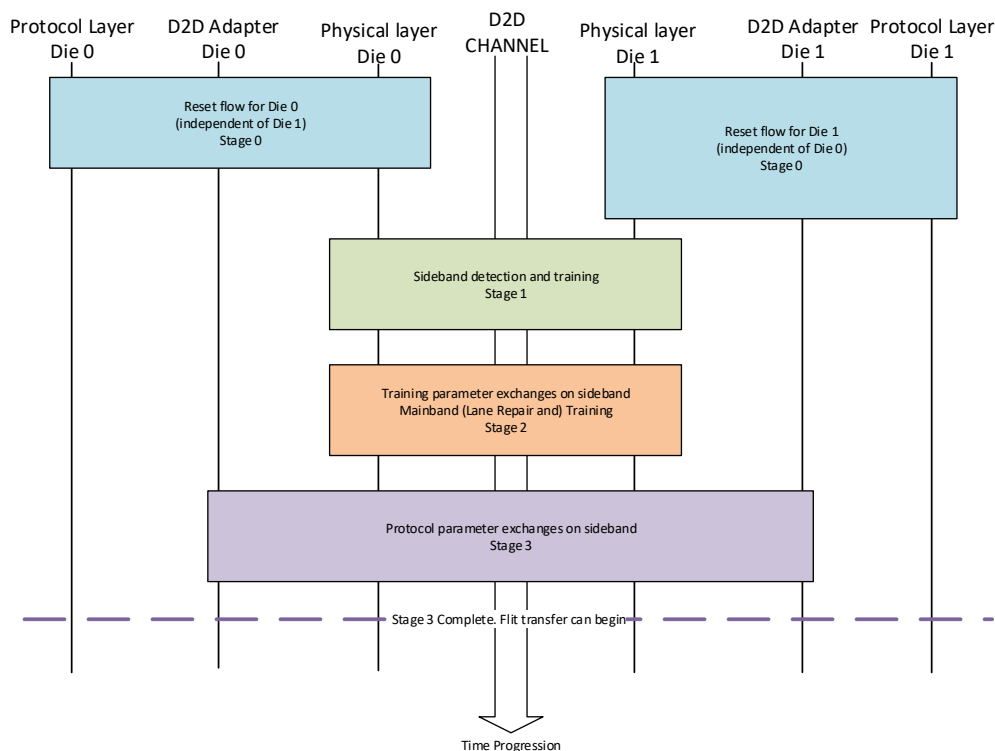 Protocol Layer
Die 0
D2D Adapter
Die 0
Physical layer
Die 0
D2D
CHANNEL
Physical layer
Die 1
D2D Adapter
Die 1
Protocol Layer
Die 1
Reset flow for Die 0
(independent of Die 1)
Stage 0
Reset flow for Die 1
(independent of Die 0)
Stage 0
Sideband detection and training
Stage 1
Training parameter exchanges on sideband
Mainband (Lane Repair and) Training
Stage 2
Protocol parameter exchanges on sideband
Stage 3
Stage 3 Complete. Flit transfer can begin
Time Progression